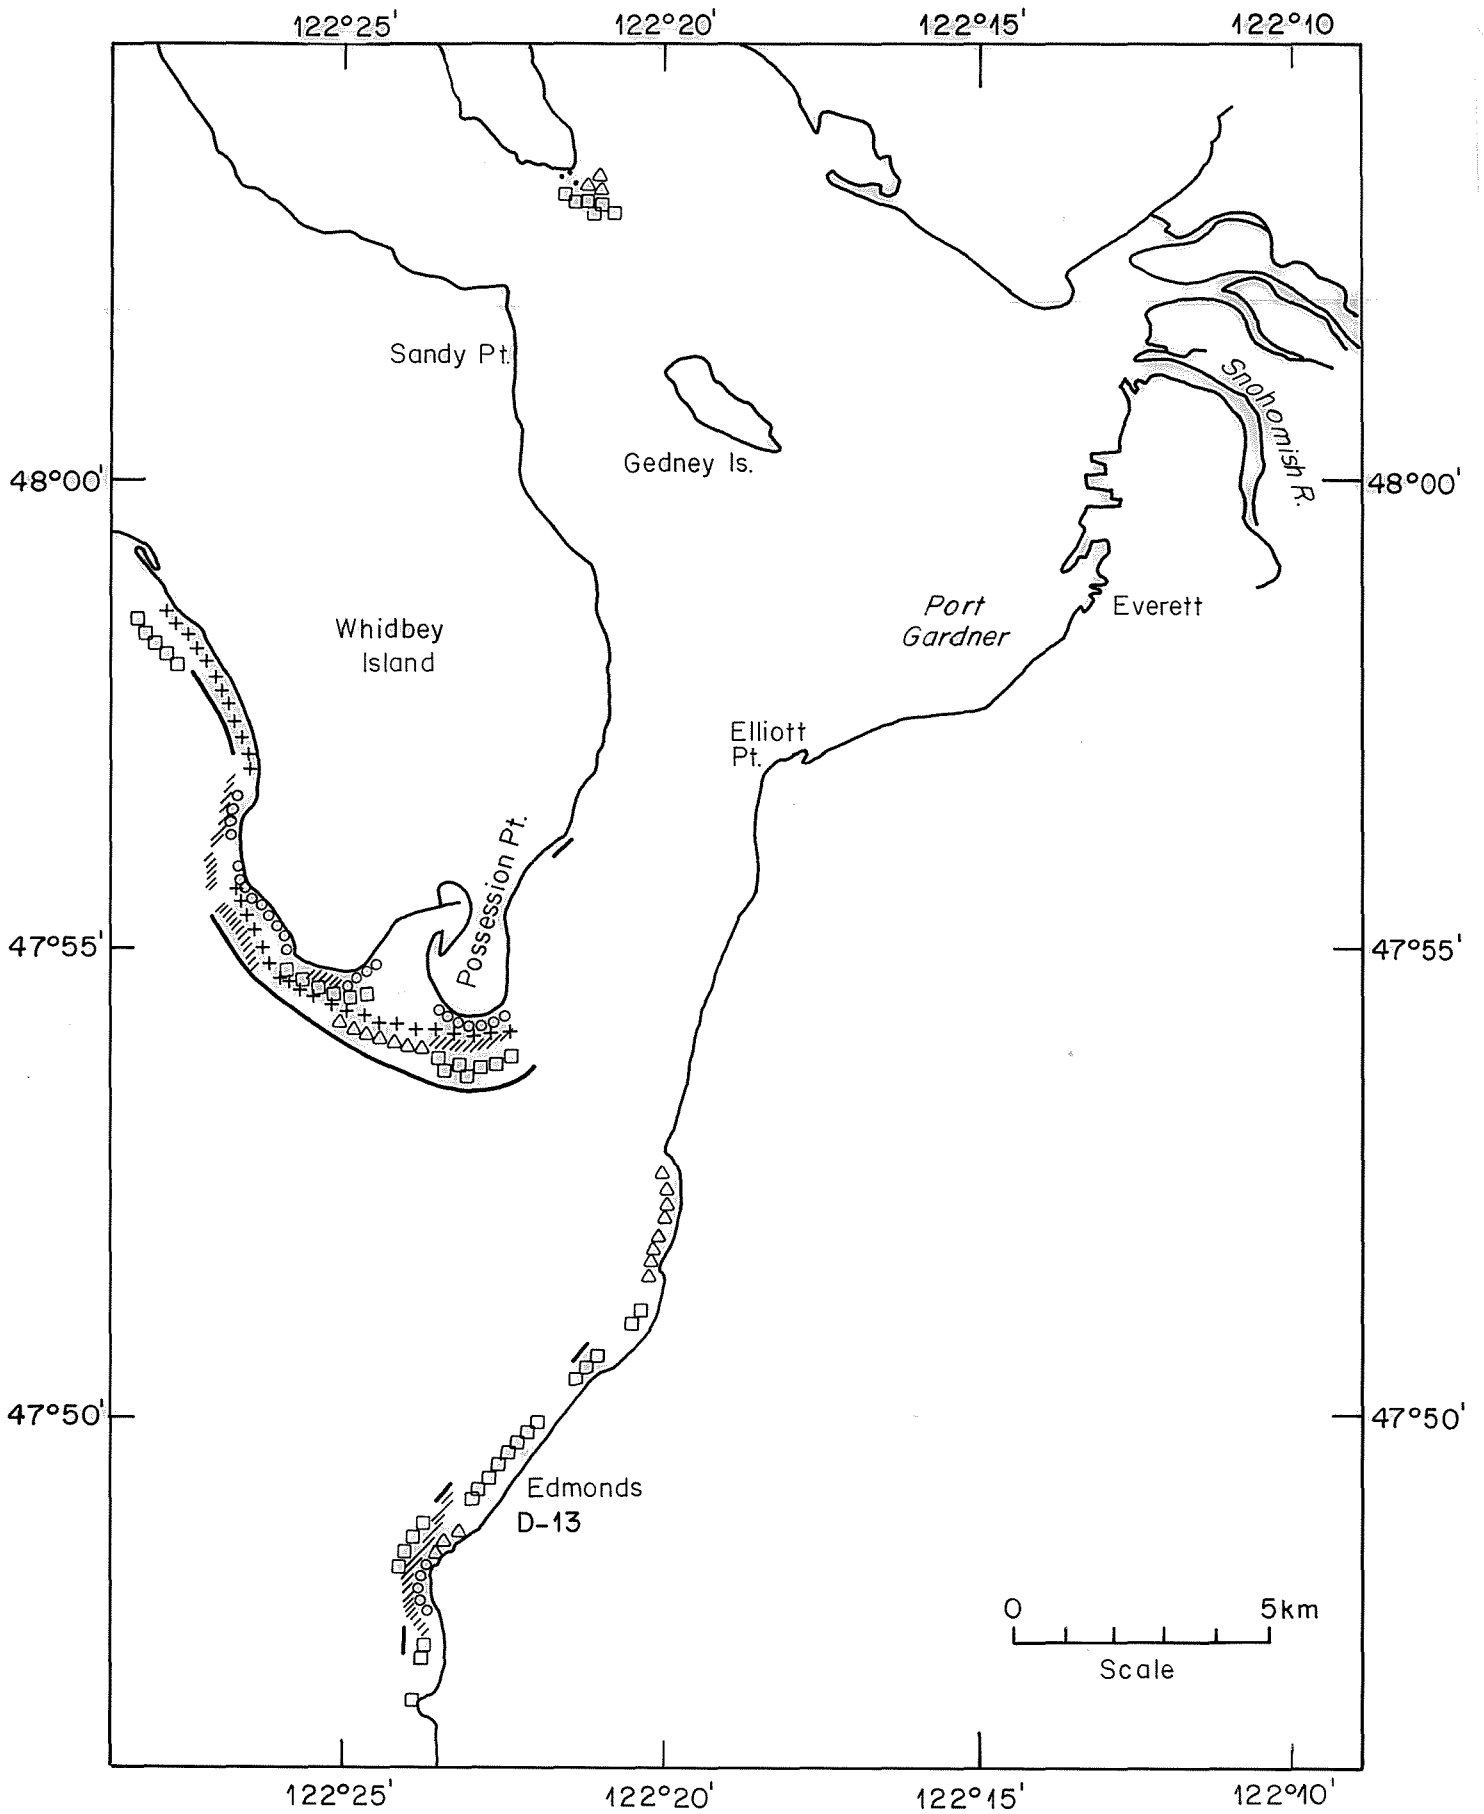 122°25' 122°20' 122°15' 122°10'
Sandy Pt.
Snohomish R.
Gedney Is.
48°00' 48°00'
Port
Gardner
Everett
Whidbey
Island
Elliott
Pt.
Possession Pt.
47°55' 47°55'
47°50' 47°50'
Edmonds
D-13
0 5km
Scale
122°25' 122°20' 122°15' 122°10'